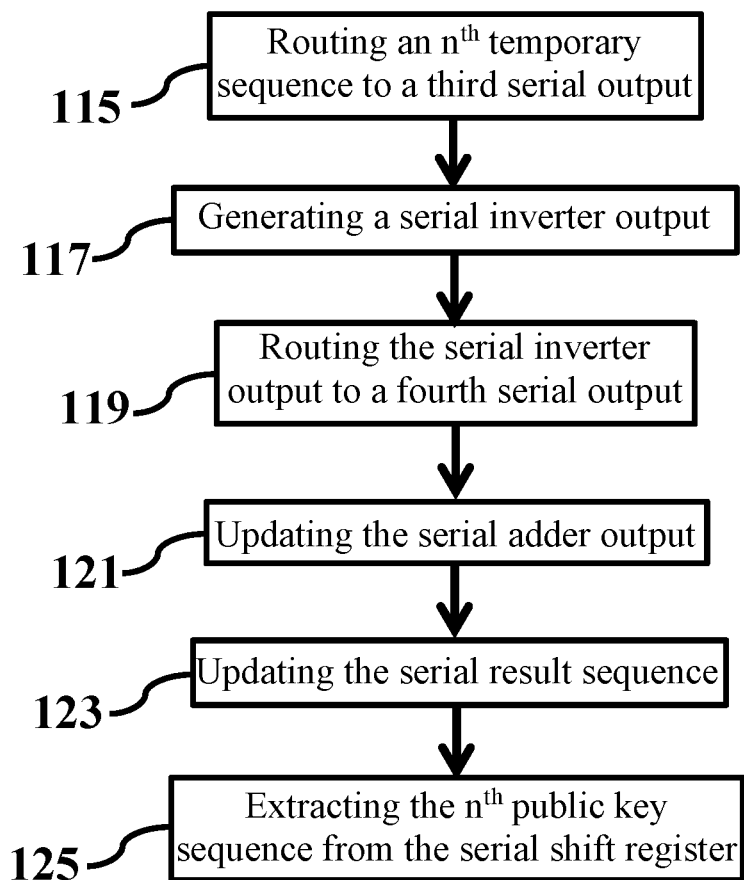 Routing an nth temporary
sequence to a third serial output
115
Generating a serial inverter output
117
Routing the serial inverter
output to a fourth serial output
119
Updating the serial adder output
121
Updating the serial result sequence
123
Extracting the nth public key
sequence from the serial shift register
125